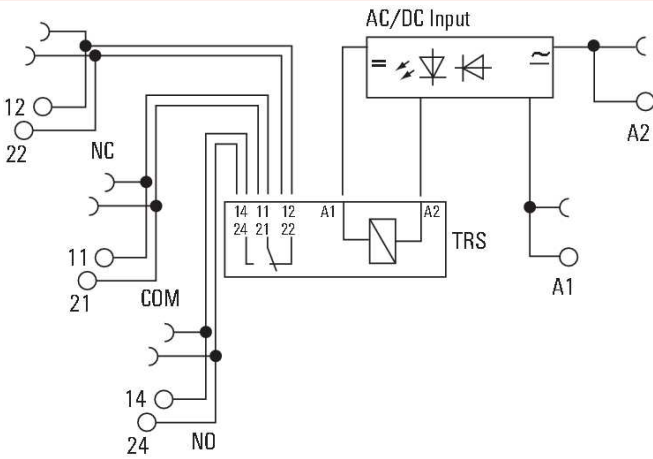 AC/DC Input
= ≃
12
22
NC
A2
14 11 12 A1 A2
24 21 22
TRS
11
21
COM
A1
14
24
NO